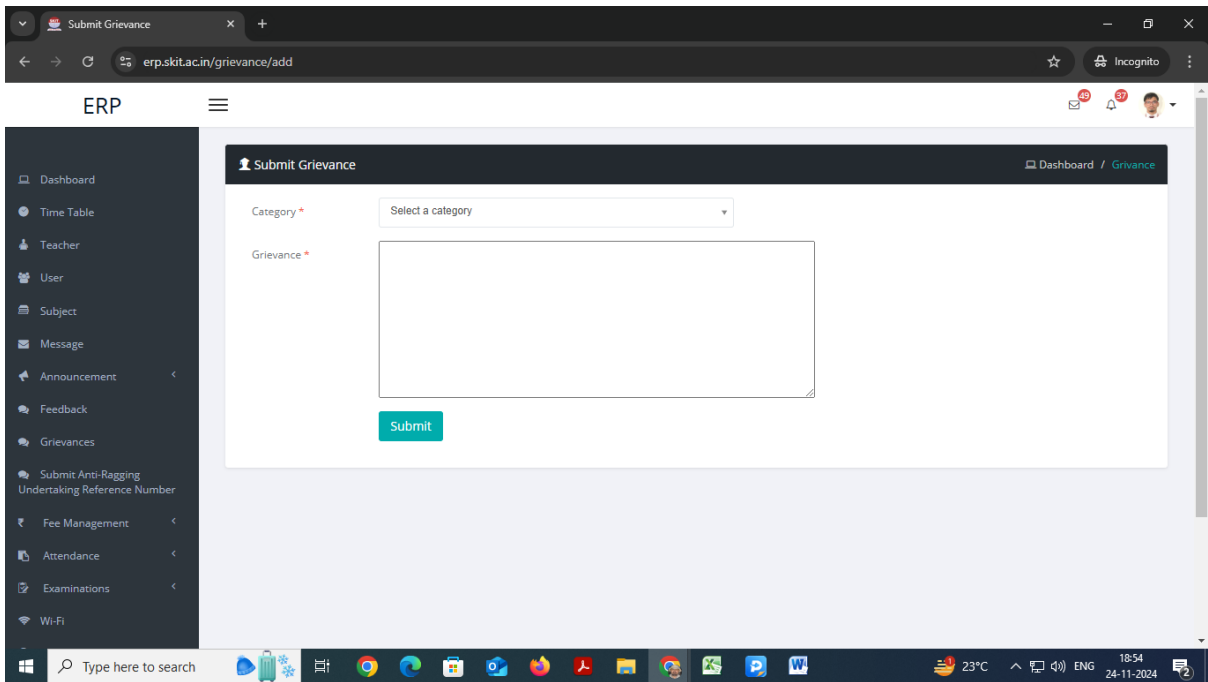 Submit Grievance
erp.skit.ac.in/grievance/add
Incognito
ERP
49
37
Submit Grievance
Dashboard / Grivance
Dashboard
Time Table
Teacher
User
Subject
Message
Announcement
Feedback
Grievances
Submit Anti-Ragging
Undertaking Reference Number
₹ Fee Management
Attendance
Examinations
Wi-Fi
Category *
Select a category
Grievance *
Submit
Type here to search
23°C
ENG
18:54
24-11-2024
2